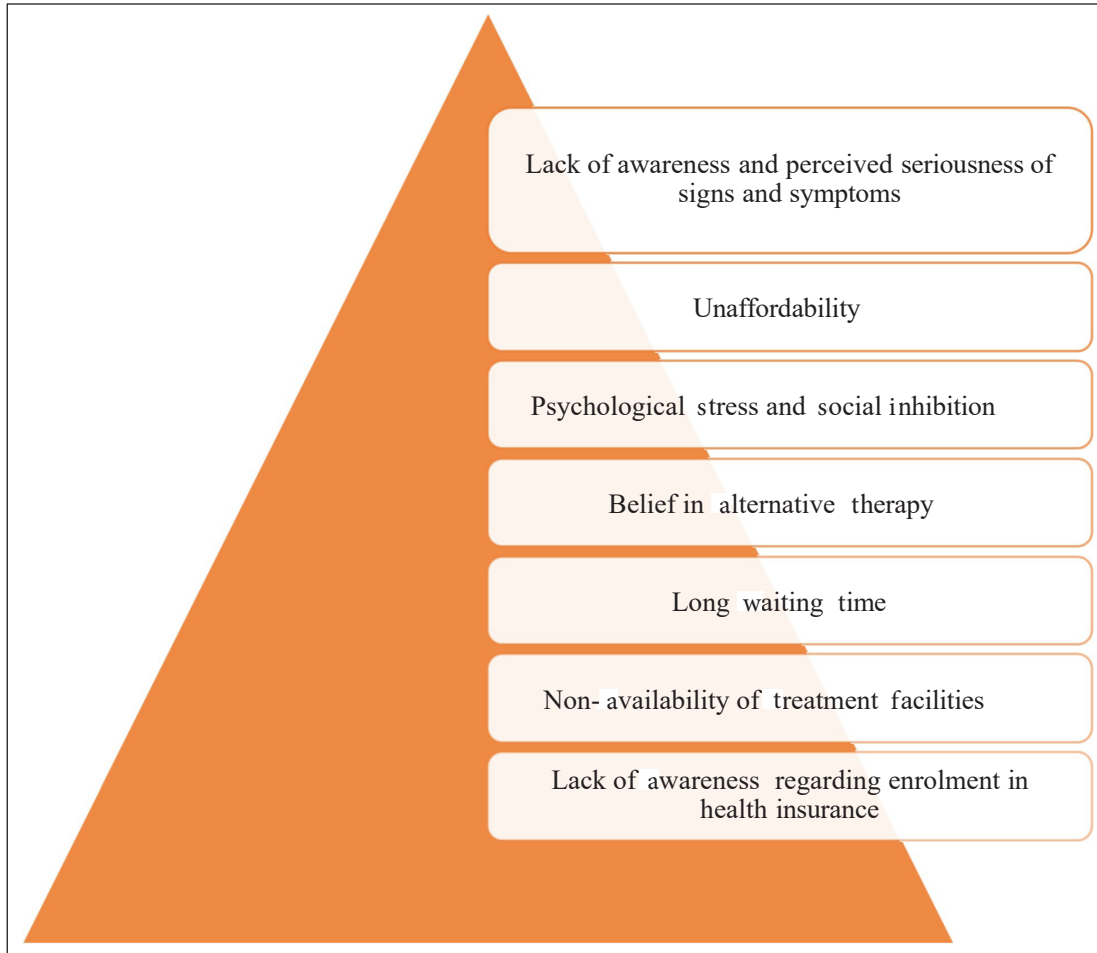 Lack of awareness and perceived seriousness of
signs and symptoms
Unaffordability
Psychological stress and social inhibition
Belief in alternative therapy
Long waiting time
Non- availability of treatment facilities
Lack of awareness regarding enrolment in
health insurance